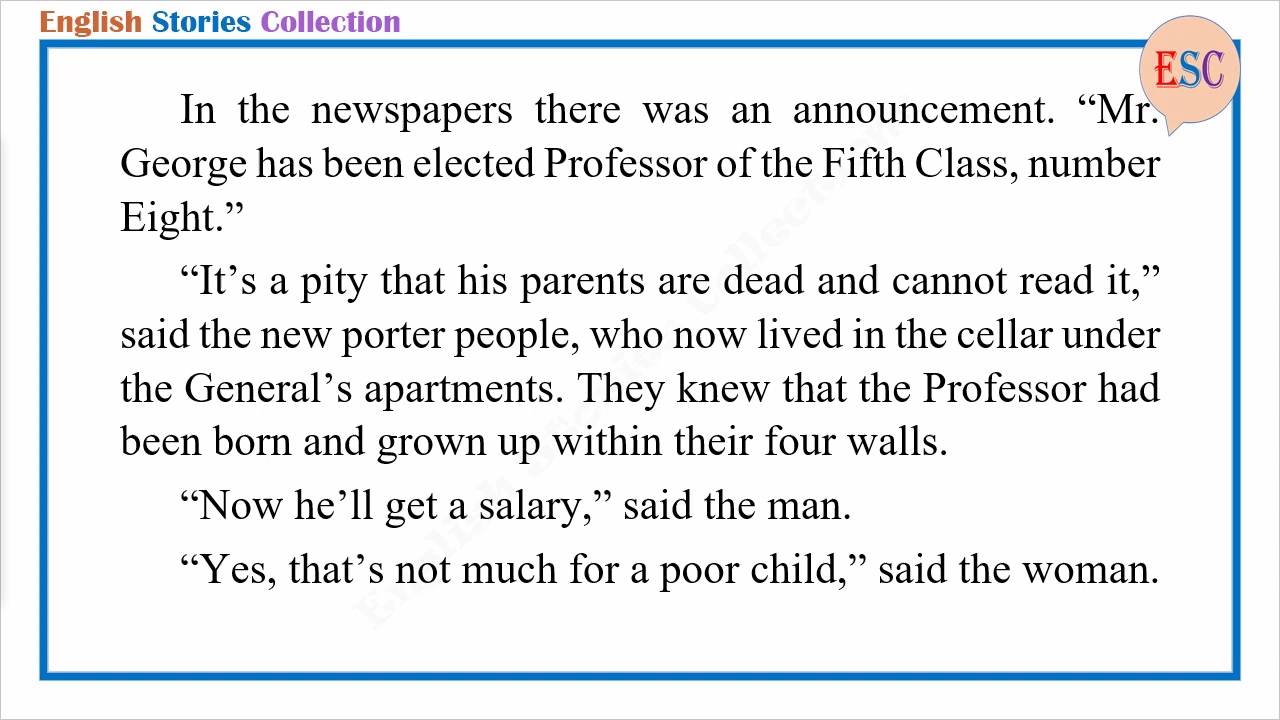 English Stories Collection
ESC
In the newspapers there was an announcement. “Mr.
George has been elected Professor of the Fifth Class, number
Eight.”
“It’s a pity that his parents are dead and cannot read it,”
said the new porter people, who now lived in the cellar under
the General’s apartments. They knew that the Professor had
been born and grown up within their four walls.
“Now he’ll get a salary,” said the man.
“Yes, that’s not much for a poor child,” said the woman.
English Stories Collection